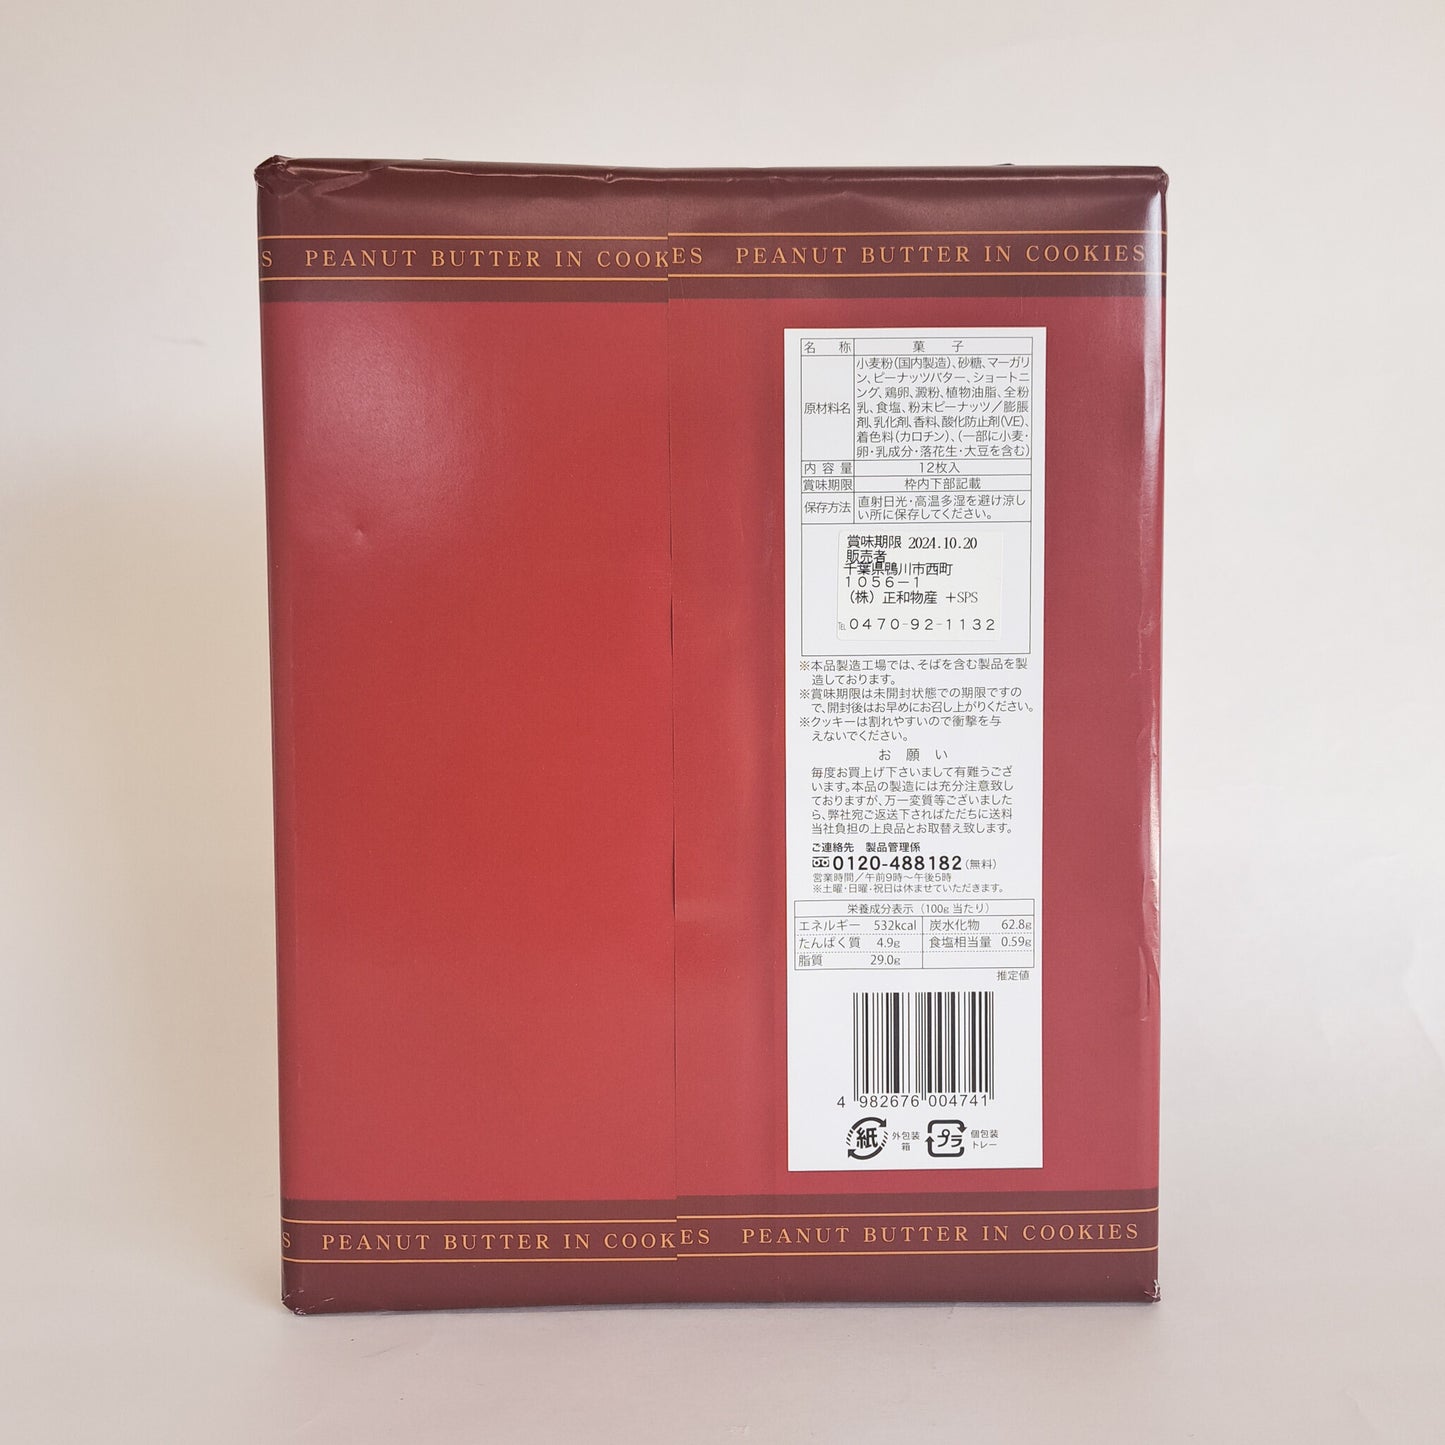 S PEANUT BUTTER IN COOK
ES PEANUT BUTTER IN COOKIES
名称 菓子
原材料名 小麦粉(国内製造)、砂糖、マーガリ
ン、ピーナッツバター、ショートニ
ング、鶏卵、澱粉、植物油脂、全粉
乳、食塩、粉末ピーナッツ／膨脹
剤、乳化剤、香料、酸化防止剤(VE)、
着色料(カロチン)、(一部に小麦・
卵・乳成分・落花生・大豆を含む)
内容量 12枚入
賞味期限 枠内下部記載
保存方法 直射日光・高温多湿を避け涼し
い所に保存してください。
賞味期限 2024.10.20
販売者
千葉県鴨川市西町
1056－1
(株) 正和物産 +SPS
℡0470-92-1132
※本品製造工場では、そばを含む製品を製
造しております。
※賞味期限は未開封状態での期限ですの
で、開封後はお早めにお召し上がりください。
※クッキーは割れやすいので衝撃を与
えないでください。
お願い
毎度お買上げ下さいまして有難うござ
います。本品の製造には充分注意致し
ておりますが、万一変質等ございました
ら、弊社宛ご返送下さればただちに送料
当社負担の上良品とお取替え致します。
ご連絡先 製品管理係
0120-488182(無料)
営業時間／午前9時〜午後5時
※土曜・日曜・祝日は休ませていただきます。
栄養成分表示 (100g当たり)
エネルギー 532kcal 炭水化物 62.8g
たんぱく質 4.9g 食塩相当量 0.59g
脂質 29.0g
推定値
4 982676 004741
紙 外包装 プラ 個包装
箱 トレー
S PEANUT BUTTER IN COOK
ES PEANUT BUTTER IN COOKIES